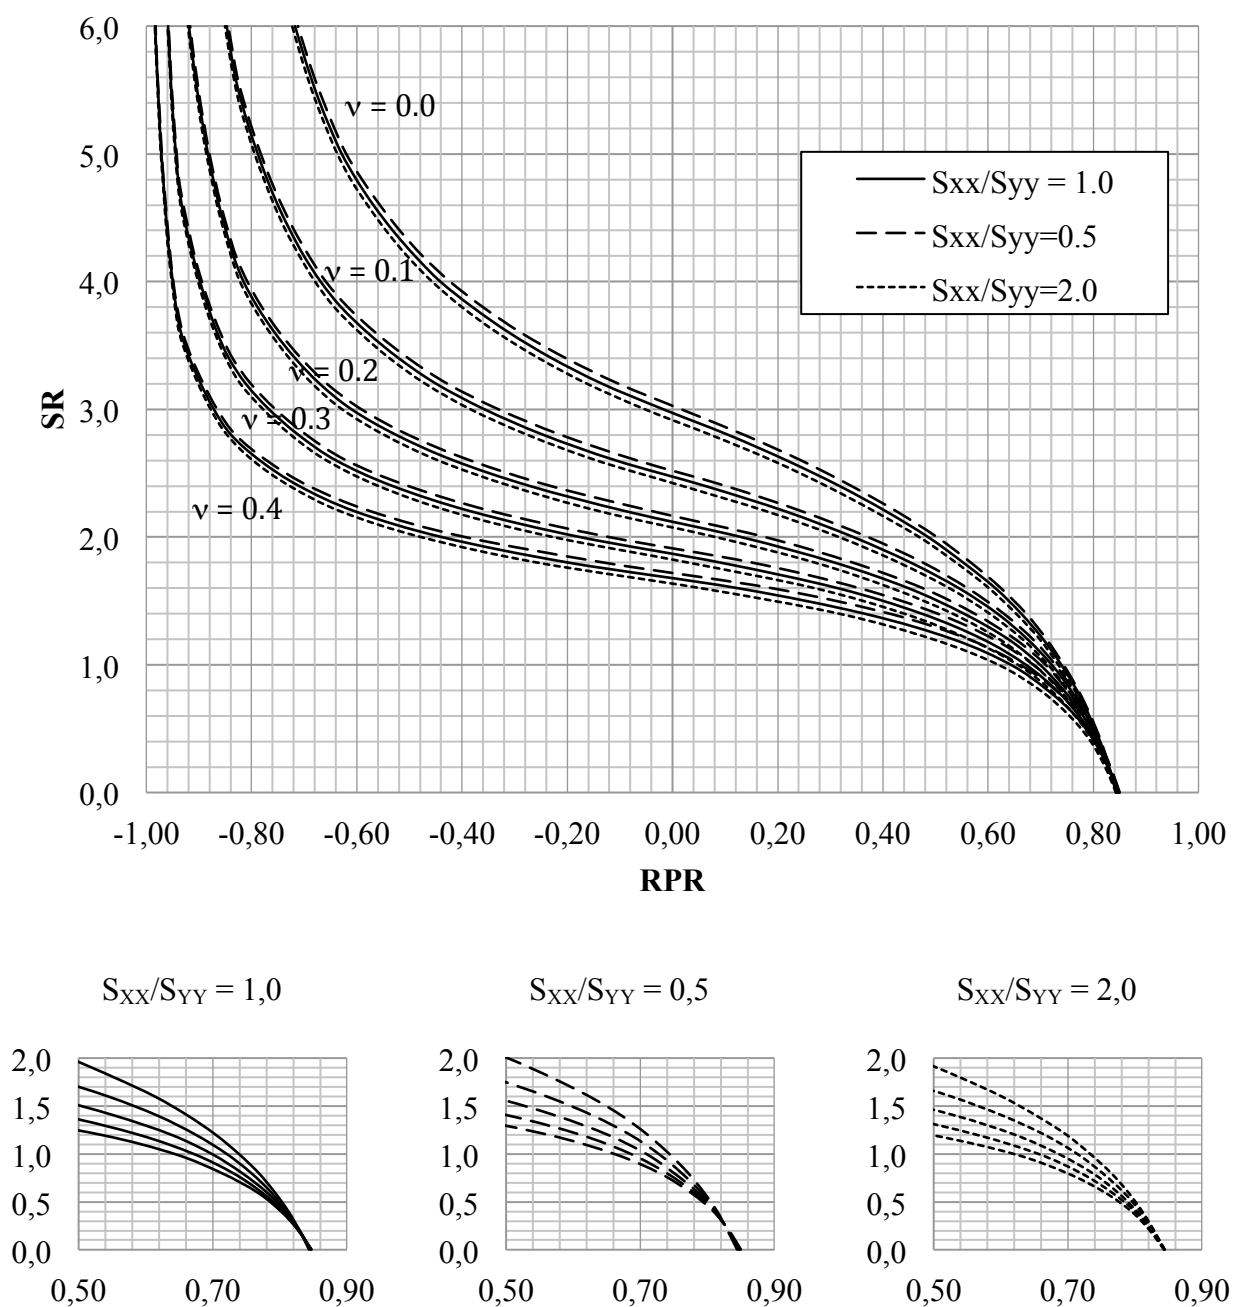 6,0
5,0
4,0
3,0
2,0
1,0
0,0
SR
ν = 0.0
ν = 0.1
ν = 0.2
ν = 0.3
ν = 0.4
Sxx/Syy = 1.0
Sxx/Syy=0.5
Sxx/Syy=2.0
-1,00 -0,80 -0,60 -0,40 -0,20 0,00 0,20 0,40 0,60 0,80 1,00
RPR
SXX/SYY = 1,0
2,0
1,5
1,0
0,5
0,0
0,50 0,70 0,90
SXX/SYY = 0,5
2,0
1,5
1,0
0,5
0,0
0,50 0,70 0,90
SXX/SYY = 2,0
2,0
1,5
1,0
0,5
0,0
0,50 0,70 0,90